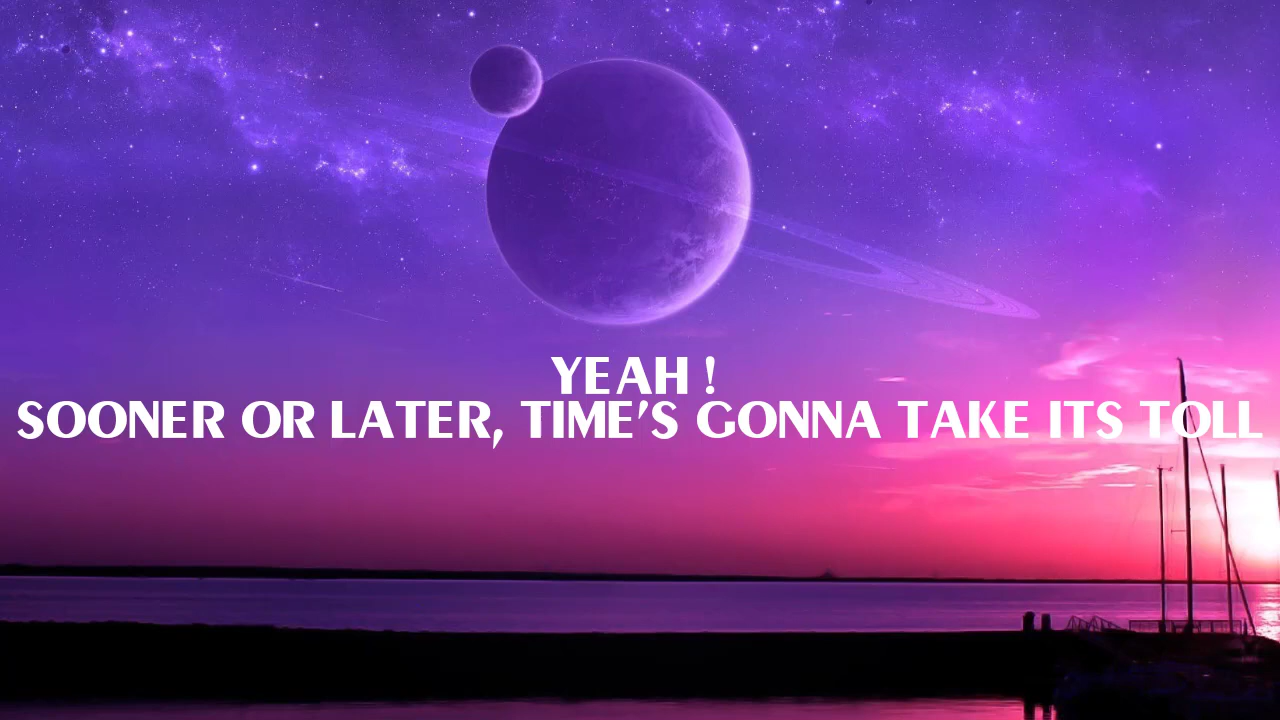 YEAH !
SOONER OR LATER, TIME'S GONNA TAKE ITS TOLL